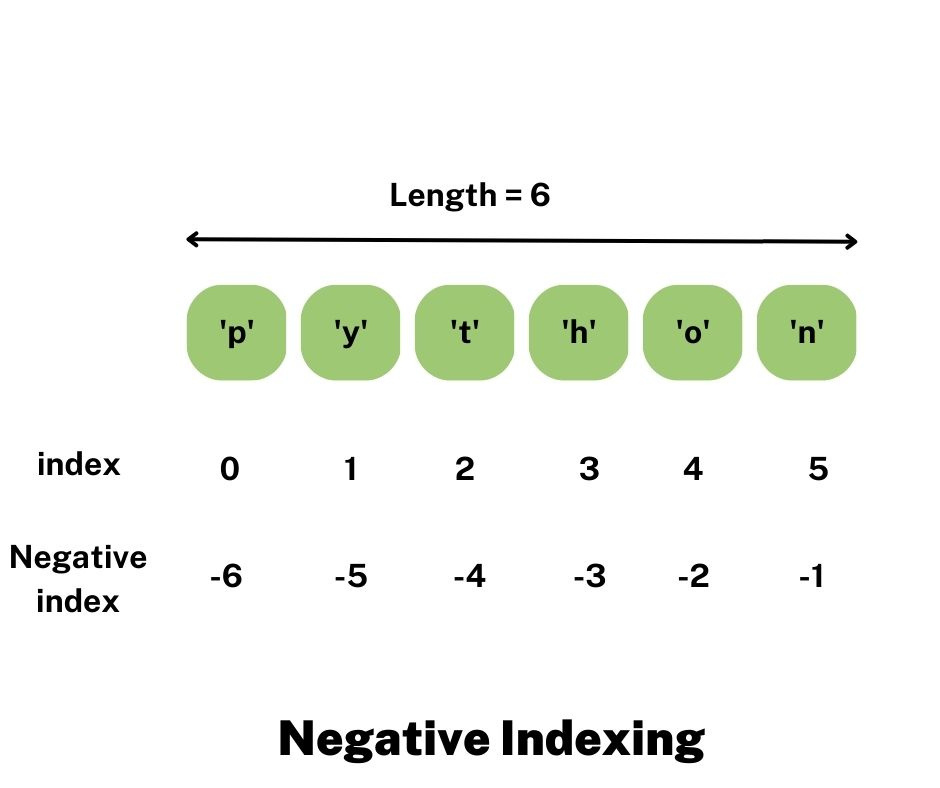 Length = 6
'p' 'y' 't' 'h' 'o' 'n'
index 0 1 2 3 4 5
Negative
index -6 -5 -4 -3 -2 -1
Negative Indexing